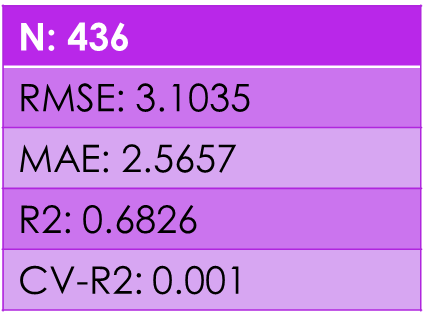 N: 436
RMSE: 3.1035
MAE: 2.5657
R2: 0.6826
CV-R2: 0.001